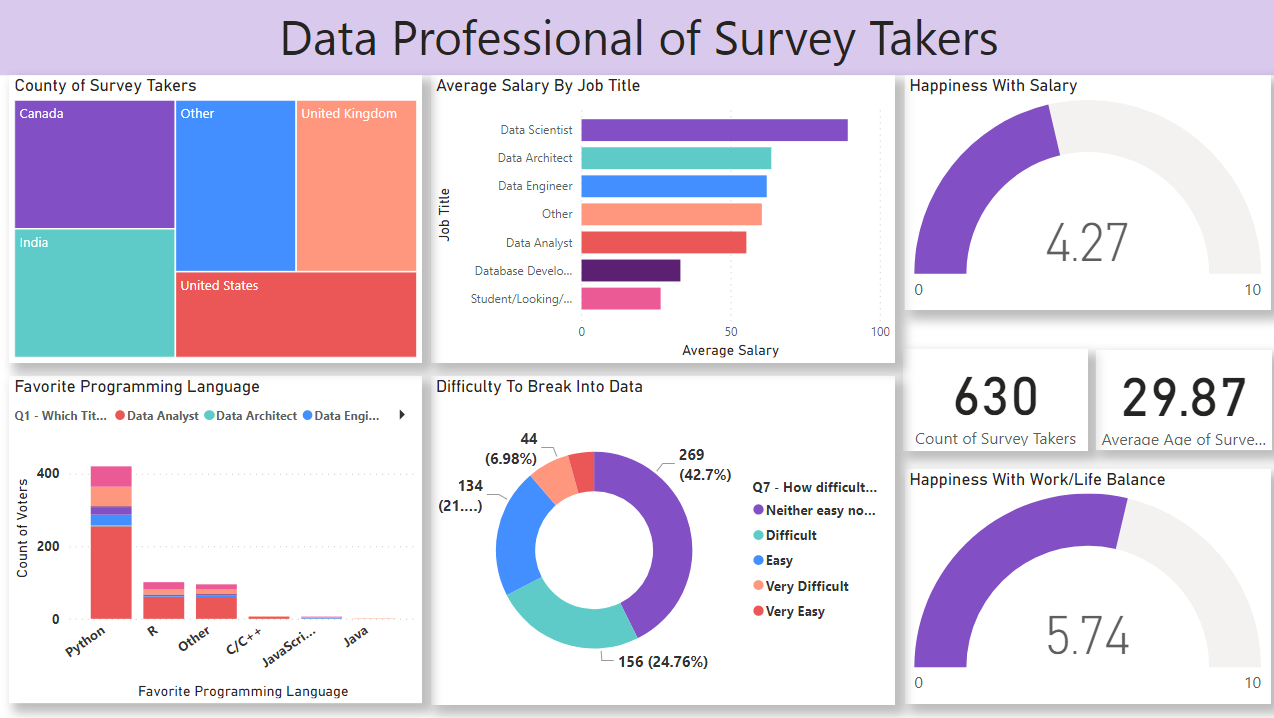 Data Professional of Survey Takers
County of Survey Takers
Canada
Other
United Kingdom
India
United States
Average Salary By Job Title
Job Title
Data Scientist
Data Architect
Data Engineer
Other
Data Analyst
Database Develo...
Student/Looking/...
0
50
100
Average Salary
Happiness With Salary
4.27
0
10
Favorite Programming Language
Q1 - Which Tit...
Data Analyst
Data Architect
Data Engi...
Count of Voters
400
200
0
Python
R
Other
C/C++
JavaScri...
Java
Favorite Programming Language
Difficulty To Break Into Data
44
(6.98%)
269
(42.7%)
134
(21....)
156 (24.76%)
Q7 - How difficult...
Neither easy no...
Difficult
Easy
Very Difficult
Very Easy
630
Count of Survey Takers
29.87
Average Age of Surve...
Happiness With Work/Life Balance
5.74
0
10